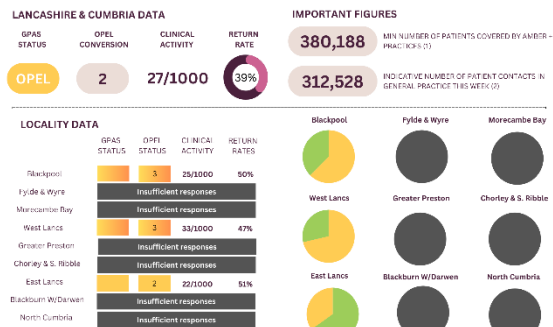 LANCASHIRE & CUMBRIA DATA
GPAS STATUS
OPEL CONVERSION
CLINICAL ACTIVITY
RETURN RATE
OPEL
2
27/1000
39%
IMPORTANT FIGURES
380,188
MIN NUMBER OF PATIENTS COVERED BY AMBER –
PRACTICES (1)
312,528
INDICATIVE NUMBER OF PATIENT CONTACTS IN
GENERAL PRACTICE THIS WEEK (2)
LOCALITY DATA
GPAS STATUS
OPEL STATUS
CLINICAL ACTIVITY
RETURN RATES
Blackpool 3 25/1000 50%
Fylde & Wyre Insufficient responses
Morecambe Bay Insufficient responses
West Lancs 3 33/1000 47%
Greater Preston Insufficient responses
Chorley & S. Ribble Insufficient responses
East Lancs 2 22/1000 51%
Blackburn W/Darwen Insufficient responses
North Cumbria Insufficient responses
Blackpool
Fylde & Wyre
Morecambe Bay
West Lancs
Greater Preston
Chorley & S. Ribble
East Lancs
Blackburn W/Darwen
North Cumbria